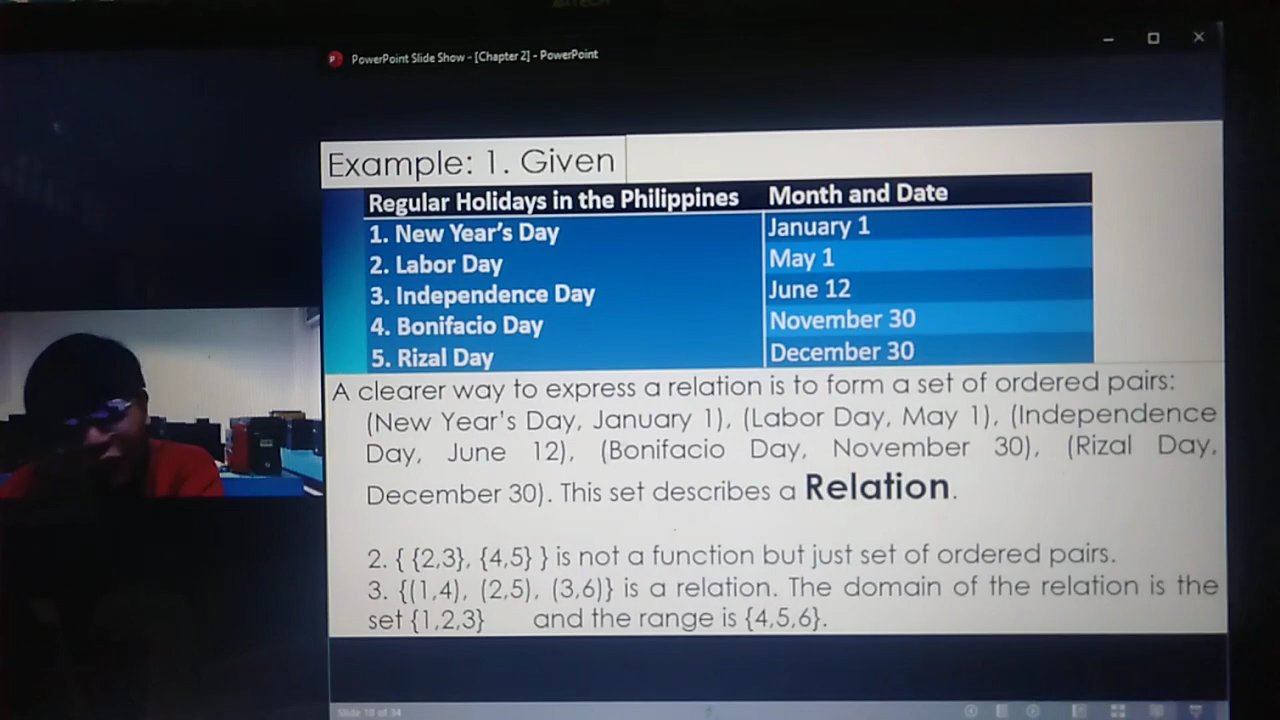 PowerPoint Slide Show - [Chapter 2] - PowerPoint
Example: 1. Given
Regular Holidays in the Philippines Month and Date
1. New Year's Day January 1
2. Labor Day May 1
3. Independence Day June 12
4. Bonifacio Day November 30
5. Rizal Day December 30
A clearer way to express a relation is to form a set of ordered pairs:
(New Year's Day, January 1), (Labor Day, May 1), (Independence
Day, June 12), (Bonifacio Day, November 30), (Rizal Day,
December 30). This set describes a Relation.
2. { {2,3}, {4,5} } is not a function but just set of ordered pairs.
3. {(1,4), (2,5), (3,6)} is a relation. The domain of the relation is the
set {1,2,3} and the range is {4,5,6}.